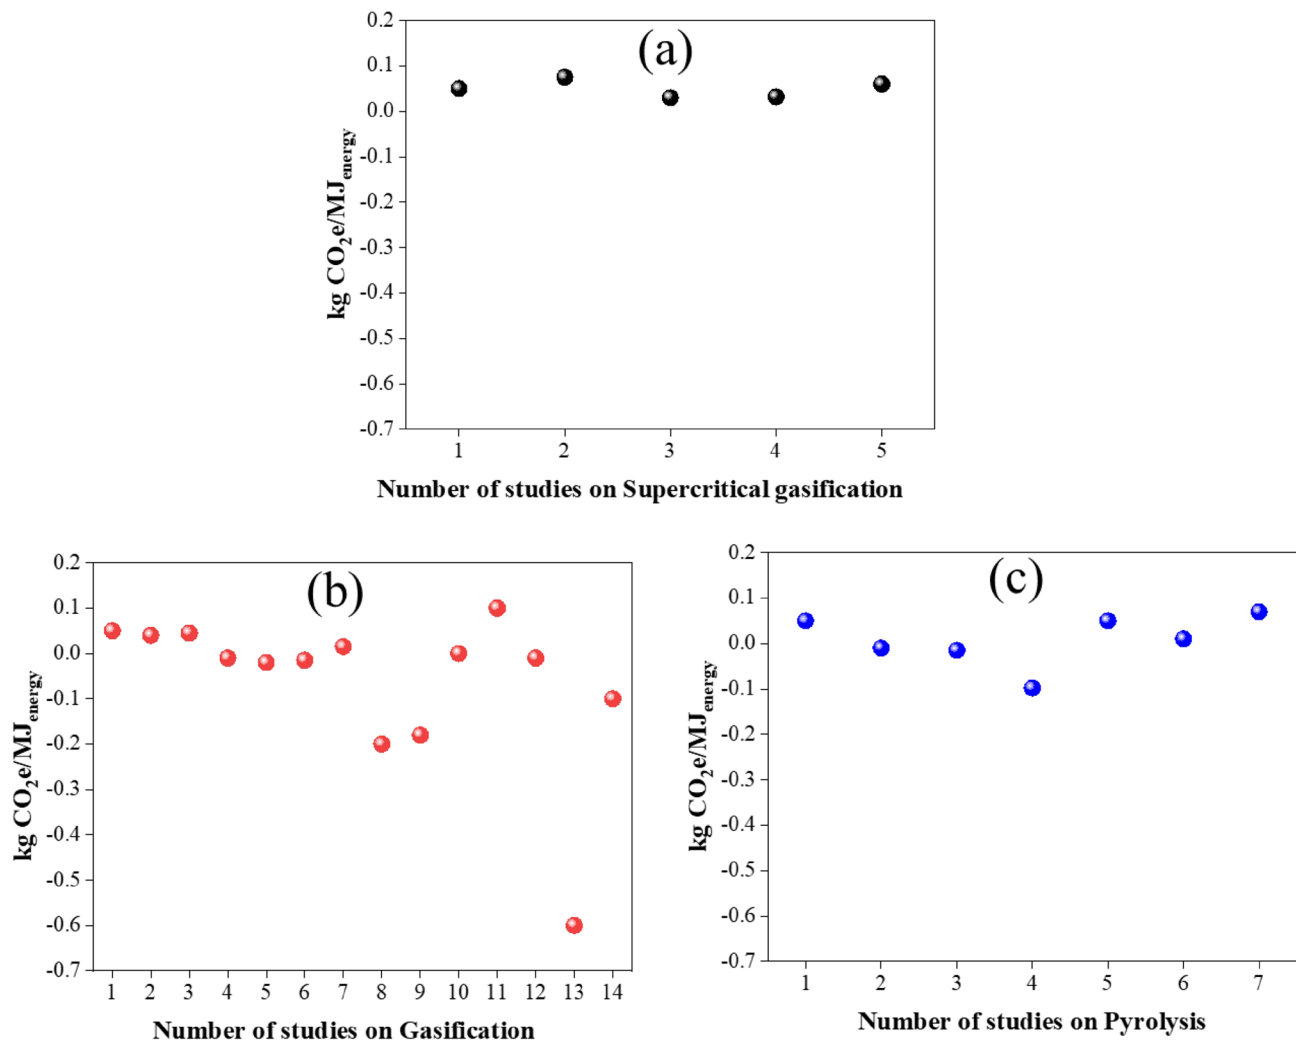 (a)
0.2
0.1
0.0
-0.1
-0.2
-0.3
-0.4
-0.5
-0.6
-0.7
kg CO₂e/MJenergy
1 2 3 4 5
Number of studies on Supercritical gasification
(b)
0.2
0.1
0.0
-0.1
-0.2
-0.3
-0.4
-0.5
-0.6
-0.7
kg CO₂e/MJenergy
1 2 3 4 5 6 7 8 9 10 11 12 13 14
Number of studies on Gasification
(c)
0.2
0.1
0.0
-0.1
-0.2
-0.3
-0.4
-0.5
-0.6
-0.7
kg CO₂e/MJenergy
1 2 3 4 5 6 7
Number of studies on Pyrolysis